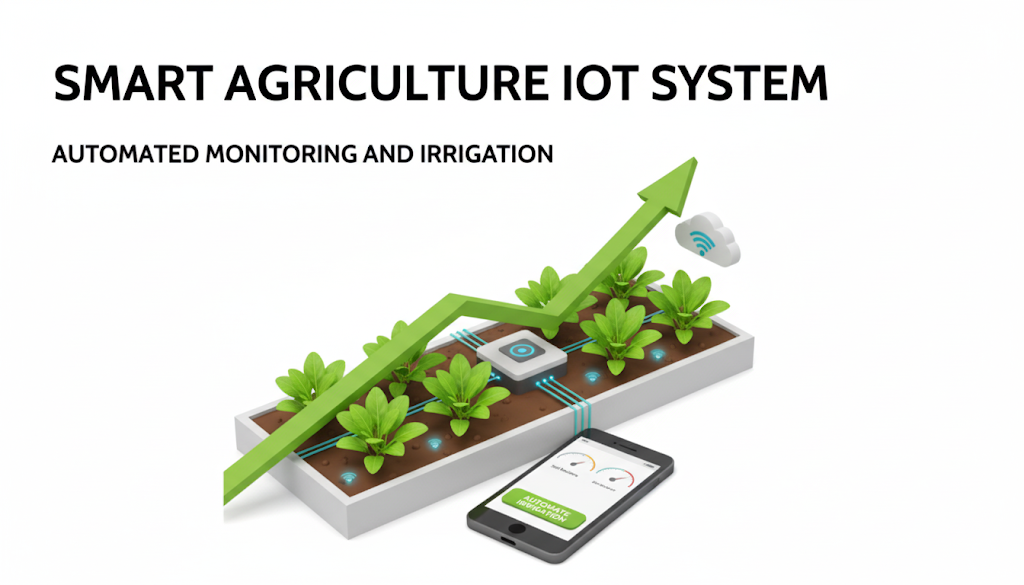 SMART AGRICULTURE IOT SYSTEM
AUTOMATED MONITORING AND IRRIGATION
AUTOMATE
IRRIGATION